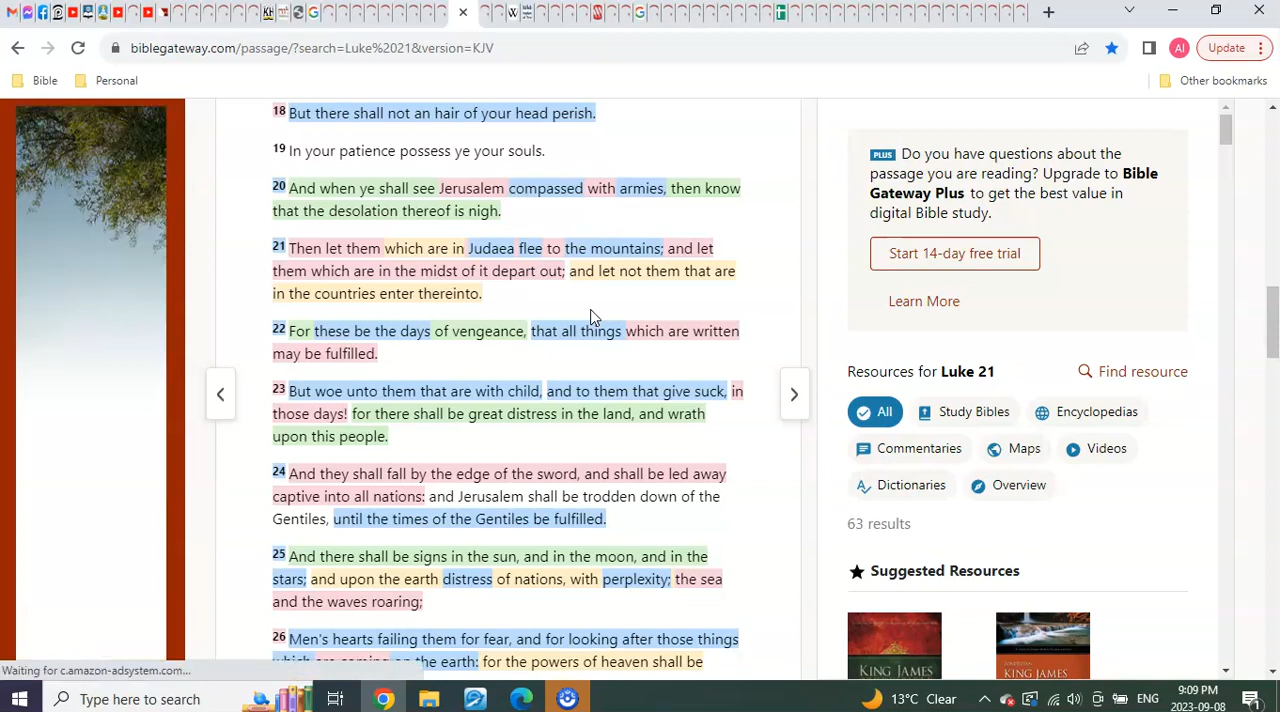 biblegateway.com/passage/?search=Luke%2021&version=KJV
AI
Update
Bible
Personal
Other bookmarks
18 But there shall not an hair of your head perish.
19 In your patience possess ye your souls.
20 And when ye shall see Jerusalem compassed with armies, then know
that the desolation thereof is nigh.
21 Then let them which are in Judaea flee to the mountains; and let
them which are in the midst of it depart out; and let not them that are
in the countries enter thereinto.
22 For these be the days of vengeance, that all things which are written
may be fulfilled.
23 But woe unto them that are with child, and to them that give suck, in
those days! for there shall be great distress in the land, and wrath
upon this people.
24 And they shall fall by the edge of the sword, and shall be led away
captive into all nations: and Jerusalem shall be trodden down of the
Gentiles, until the times of the Gentiles be fulfilled.
25 And there shall be signs in the sun, and in the moon, and in the
stars; and upon the earth distress of nations, with perplexity; the sea
and the waves roaring;
26 Men's hearts failing them for fear, and for looking after those things
which are coming on the earth: for the powers of heaven shall be
PLUS Do you have questions about the
passage you are reading? Upgrade to Bible
Gateway Plus to get the best value in
digital Bible study.
Start 14-day free trial
Learn More
Resources for Luke 21
Find resource
All
Study Bibles
Encyclopedias
Commentaries
Maps
Videos
Dictionaries
Overview
63 results
Suggested Resources
KING
JAMES
KING
JAMES
Waiting for c.amazon-adsystem.com...
Type here to search
13°C Clear
ENG
9:09 PM
2023-09-08
1